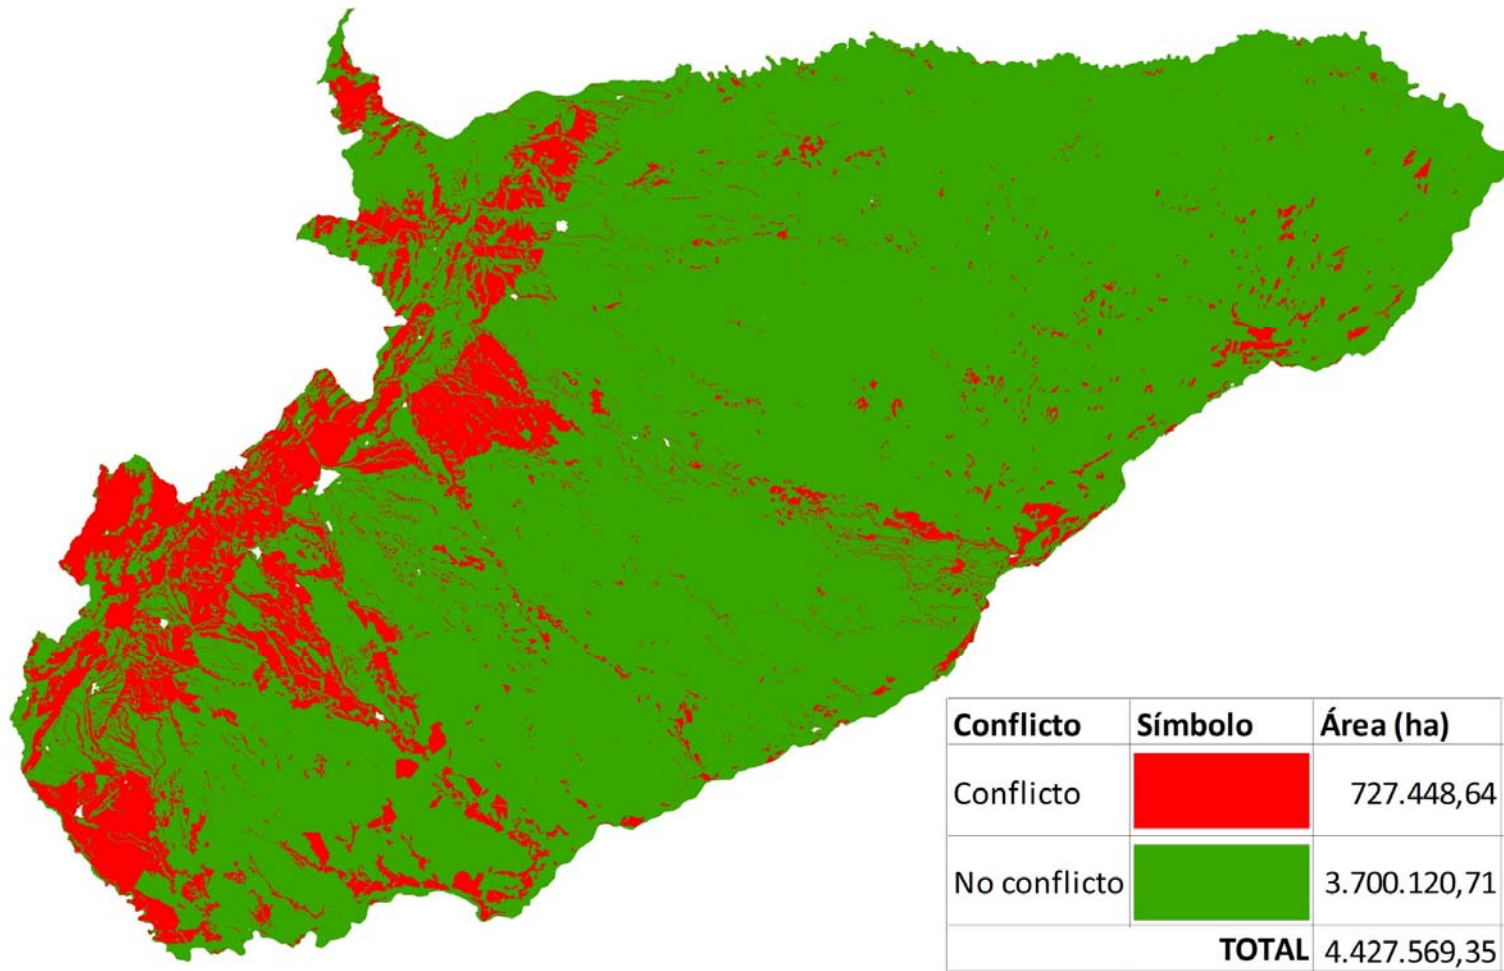 Conflicto Símbolo Área (ha)
Conflicto 727.448,64
No conflicto 3.700.120,71
TOTAL 4.427.569,35